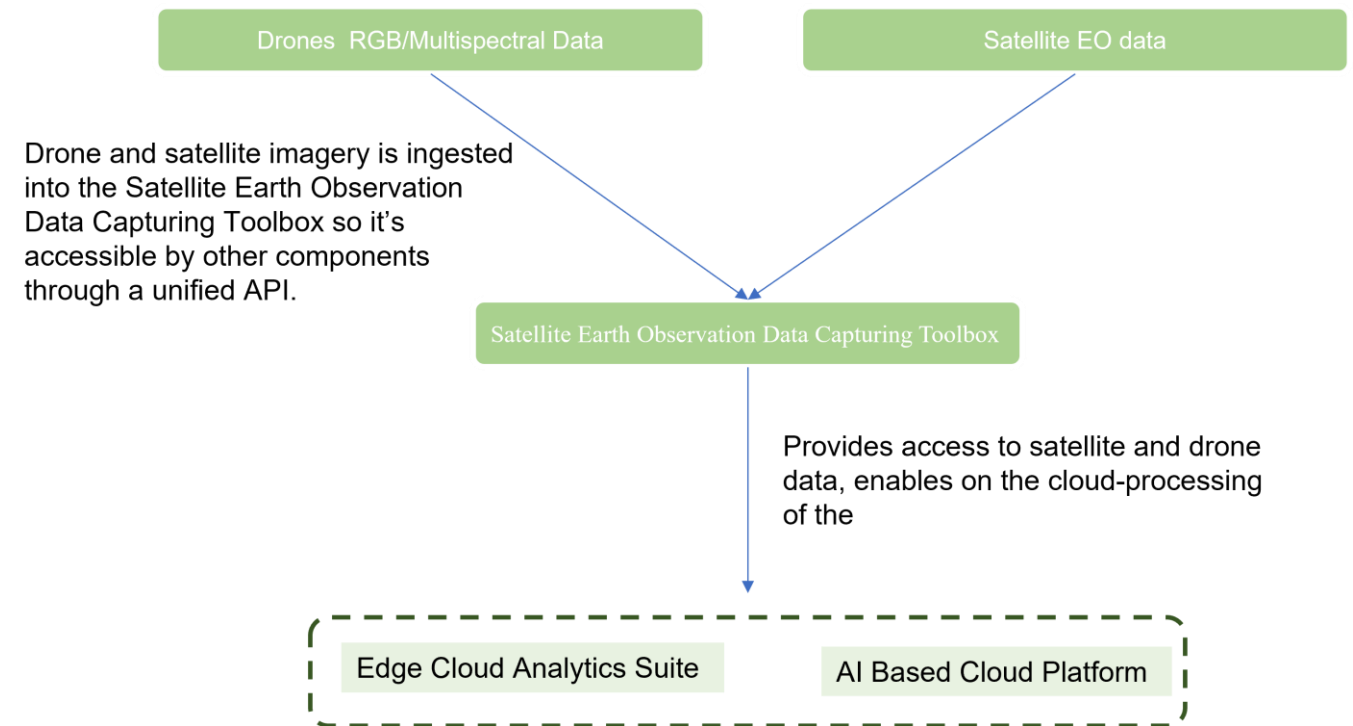 Drones RGB/Multispectral Data
Satellite EO data
Drone and satellite imagery is ingested
into the Satellite Earth Observation
Data Capturing Toolbox so it’s
accessible by other components
through a unified API.
Satellite Earth Observation Data Capturing Toolbox
Provides access to satellite and drone
data, enables on the cloud-processing
of the
Edge Cloud Analytics Suite
AI Based Cloud Platform